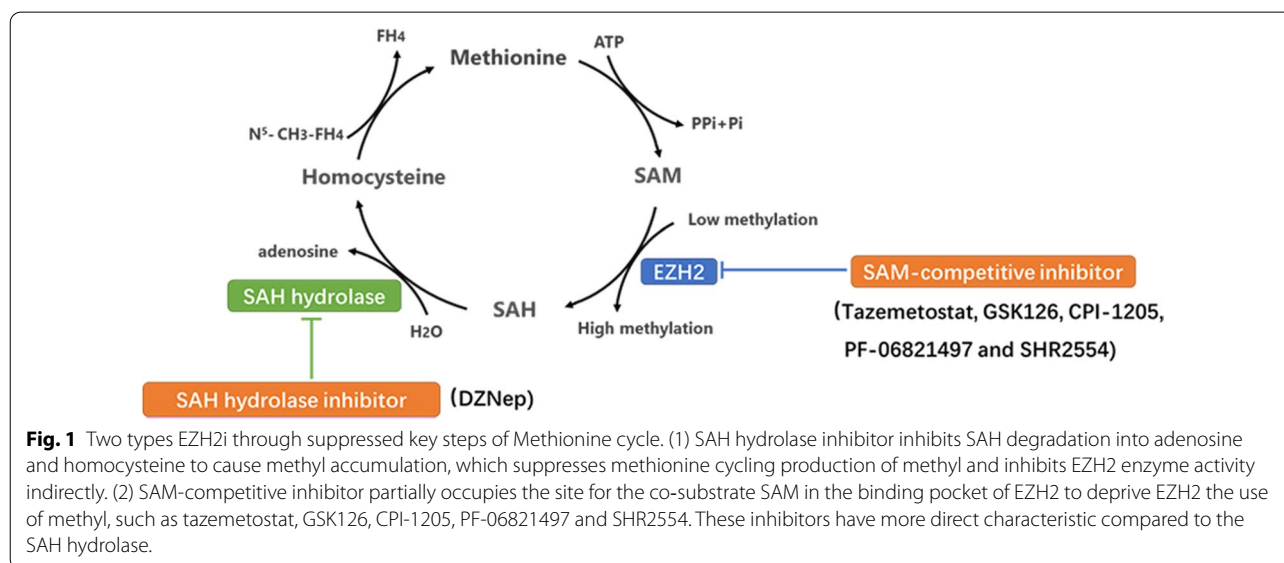 FH4
ATP
Methionine
N⁵- CH3-FH4
PPi+Pi
Homocysteine
SAM
Low methylation
adenosine
EZH2
SAM-competitive inhibitor
SAH hydrolase
SAH
H2O
High methylation
(Tazemetostat, GSK126, CPI-1205,
PF-06821497 and SHR2554)
SAH hydrolase inhibitor
(DZNep)
Fig. 1 Two types EZH2i through suppressed key steps of Methionine cycle. (1) SAH hydrolase inhibitor inhibits SAH degradation into adenosine
and homocysteine to cause methyl accumulation, which suppresses methionine cycling production of methyl and inhibits EZH2 enzyme activity
indirectly. (2) SAM-competitive inhibitor partially occupies the site for the co-substrate SAM in the binding pocket of EZH2 to deprive EZH2 the use
of methyl, such as tazemetostat, GSK126, CPI-1205, PF-06821497 and SHR2554. These inhibitors have more direct characteristic compared to the
SAH hydrolase.